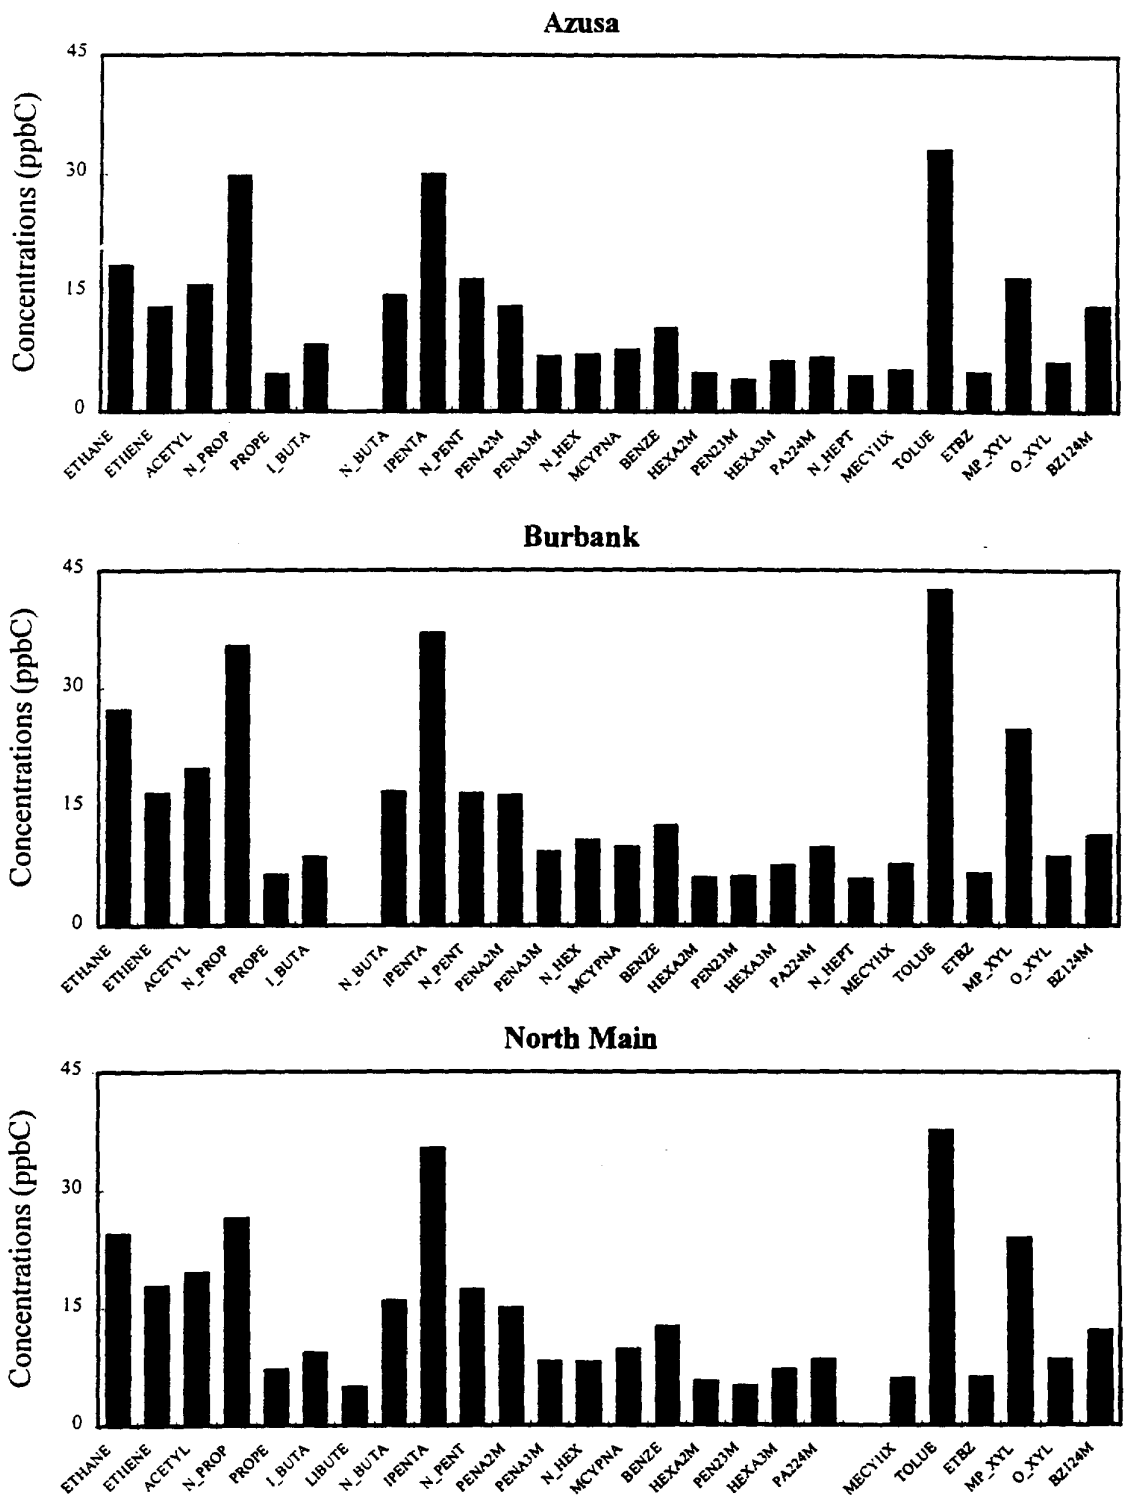 Azusa
Concentrations (ppbC)
45
30
15
0
ETHANE ETHENE ACETYL N_PROP PROPE I_BUTA N_BUTA IPENTA N_PENT PENA2M PENA3M N_HEX MCYPNA BENZE HEXA2M PEN23M HEXA3M PA224M N_HEPT MECYHX TOLUE ETBZ MP_XYL O_XYL BZ124M
Burbank
Concentrations (ppbC)
45
30
15
0
ETHANE ETHENE ACETYL N_PROP PROPE I_BUTA N_BUTA IPENTA N_PENT PENA2M PENA3M N_HEX MCYPNA BENZE HEXA2M PEN23M HEXA3M PA224M N_HEPT MECYHX TOLUE ETBZ MP_XYL O_XYL BZ124M
North Main
Concentrations (ppbC)
45
30
15
0
ETHANE ETHENE ACETYL N_PROP PROPE I_BUTA LIBUTE N_BUTA IPENTA N_PENT PENA2M PENA3M N_HEX MCYPNA BENZE HEXA2M PEN23M HEXA3M PA224M MECYHX TOLUE ETBZ MP_XYL O_XYL BZ124M